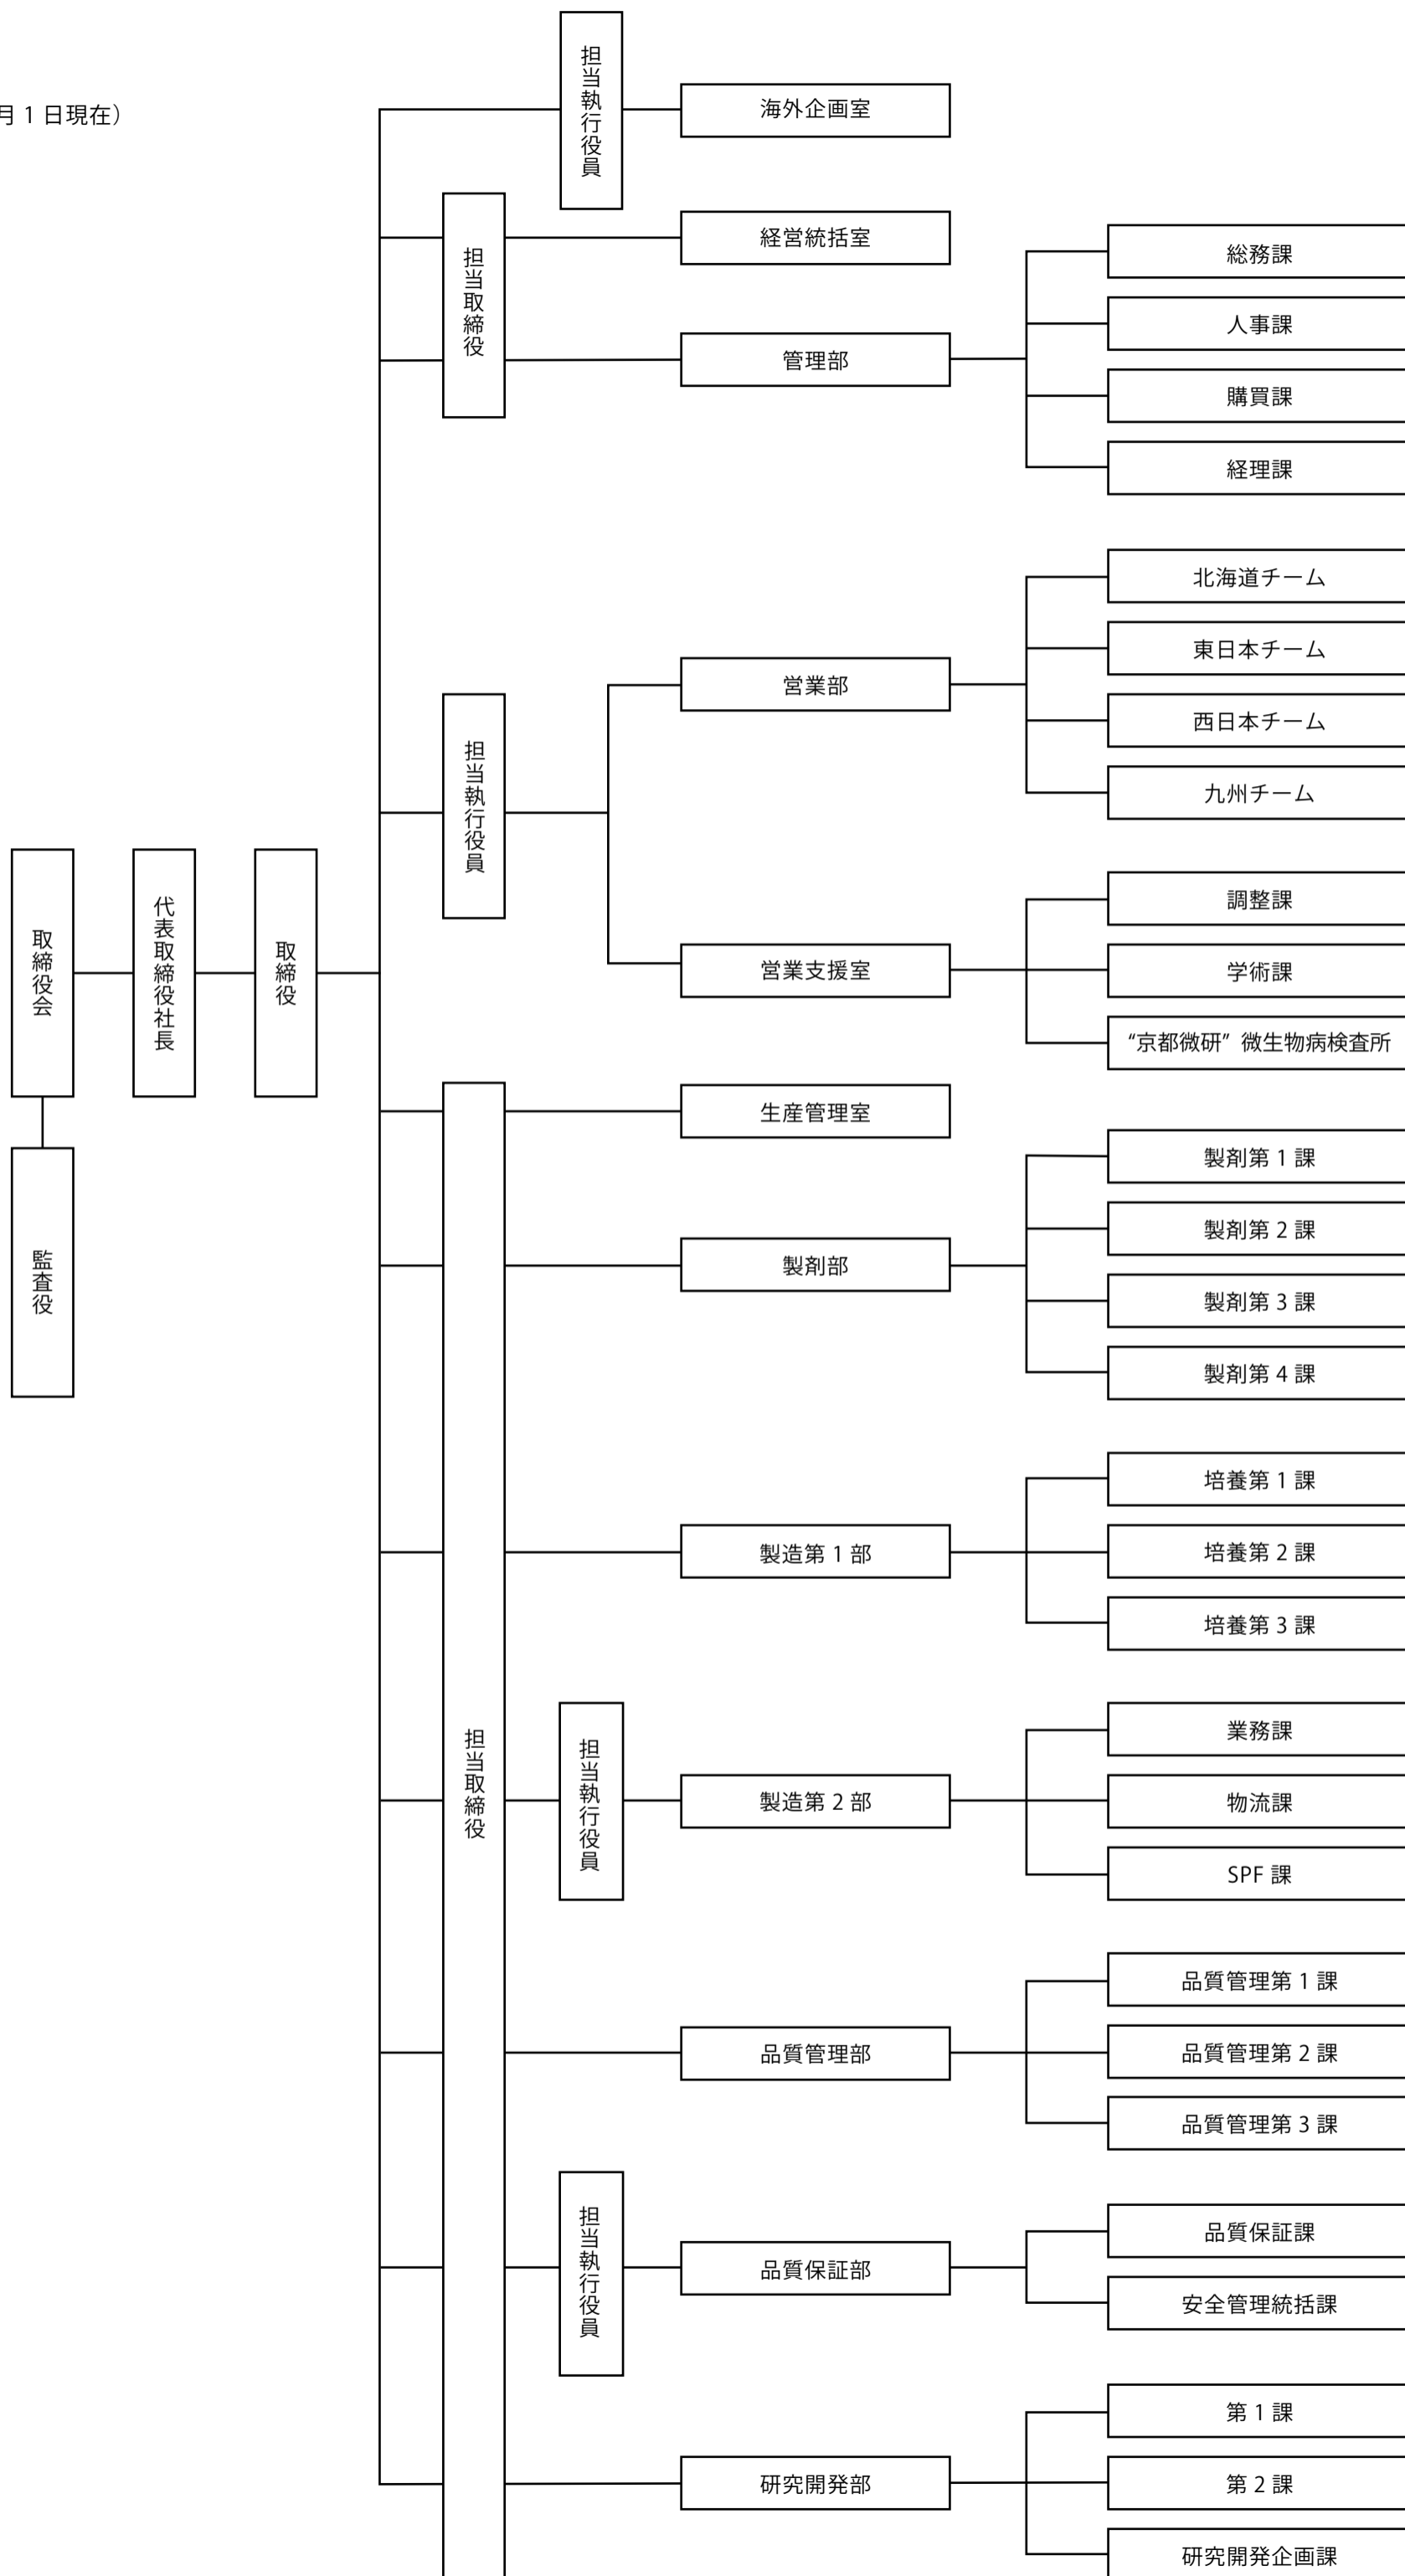 月 1 日現在）
担当執行役員
海外企画室
担当取締役
経営統括室
管理部
総務課
人事課
購買課
経理課
担当執行役員
営業部
北海道チーム
東日本チーム
西日本チーム
九州チーム
営業支援室
調整課
学術課
“京都微研” 微生物病検査所
取締役会
代表取締役社長
取締役
監査役
担当取締役
生産管理室
製剤部
製剤第 1 課
製剤第 2 課
製剤第 3 課
製剤第 4 課
製造第 1 部
培養第 1 課
培養第 2 課
培養第 3 課
担当執行役員
製造第 2 部
業務課
物流課
SPF 課
品質管理部
品質管理第 1 課
品質管理第 2 課
品質管理第 3 課
担当執行役員
品質保証部
品質保証課
安全管理統括課
研究開発部
第 1 課
第 2 課
研究開発企画課